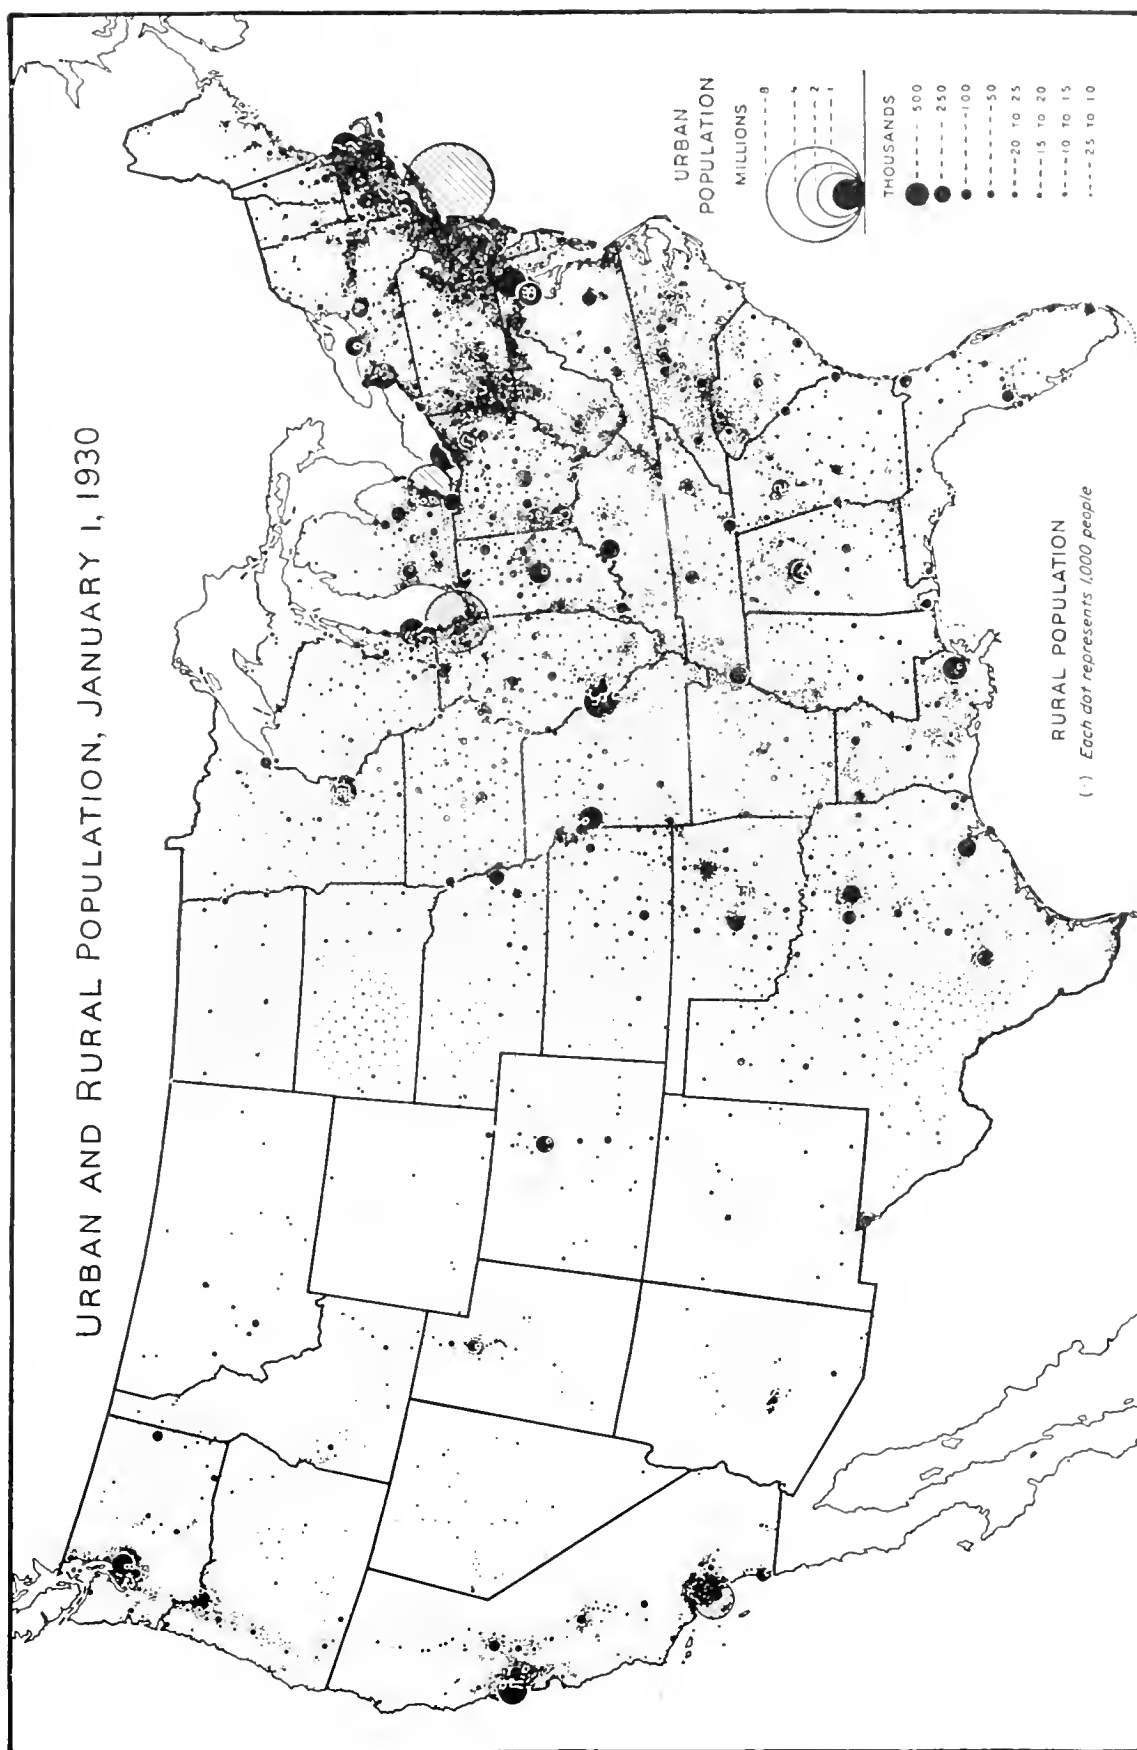 URBAN AND RURAL POPULATION, JANUARY 1, 1930
URBAN
POPULATION
MILLIONS
8
4
2
1
THOUSANDS
500
250
100
50
20 TO 25
15 TO 20
10 TO 15
2.5 TO 10
RURAL POPULATION
(·) Each dot represents 1,000 people